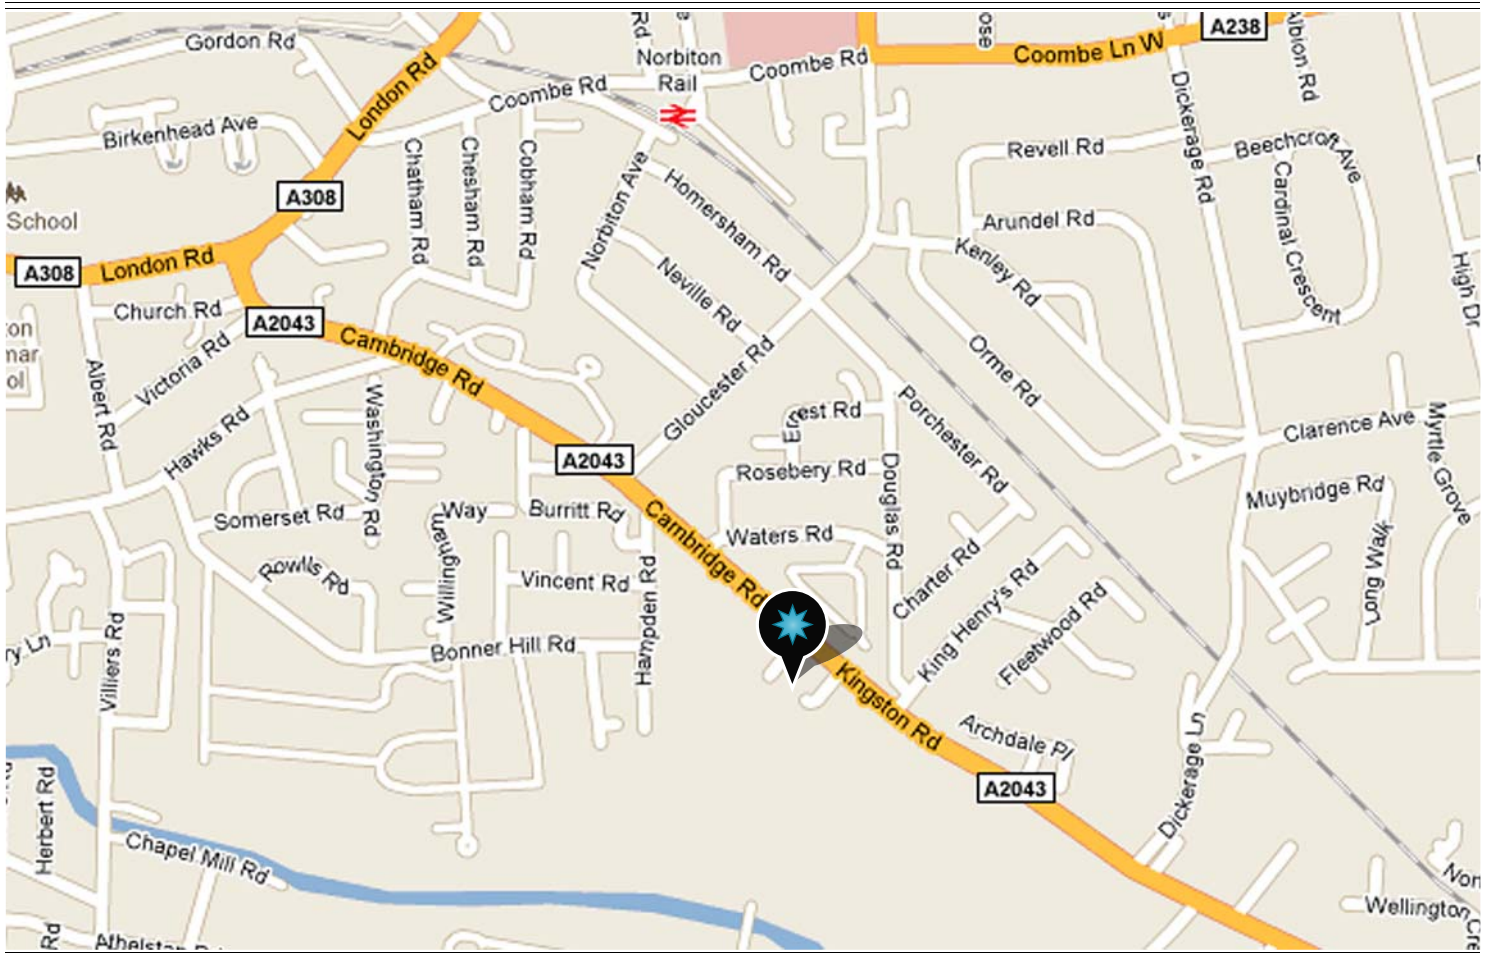 Gordon Rd
London Rd
Rd
Norbiton
Rail
Coombe Rd
Coombe Rd
Coombe Ln W
A238
Albion Rd
Birkenhead Ave
Chatham Rd
Chesham Rd
Cobham Rd
Norbiton Ave
Homersham Rd
Revell Rd
Dickerage Rd
Beechcroft Ave
Cardinal Crescent
School
A308
A308
London Rd
Arundel Rd
Kenley Rd
Neville Rd
High Dr
Church Rd
A2043
Cambridge Rd
Victoria Rd
Albert Rd
Gloucester Rd
Orme Rd
Hawks Rd
Washington Rd
Porchester Rd
Clarence Ave
Myrtle Grove
A2043
Rosebery Rd
Douglas Rd
Muybridge Rd
Long Walk
Somerset Rd
Way
Willingham
Burritt Rd
Cambridge Rd
Waters Rd
Charter Rd
Rowlls Rd
Vincent Rd
Hampden Rd
King Henry's Rd
Fleetwood Rd
Villiers Rd
Bonner Hill Rd
Kingston Rd
Archdale Pl
A2043
Dickerage Ln
Herbert Rd
Chapel Mill Rd
Wellington
Rd